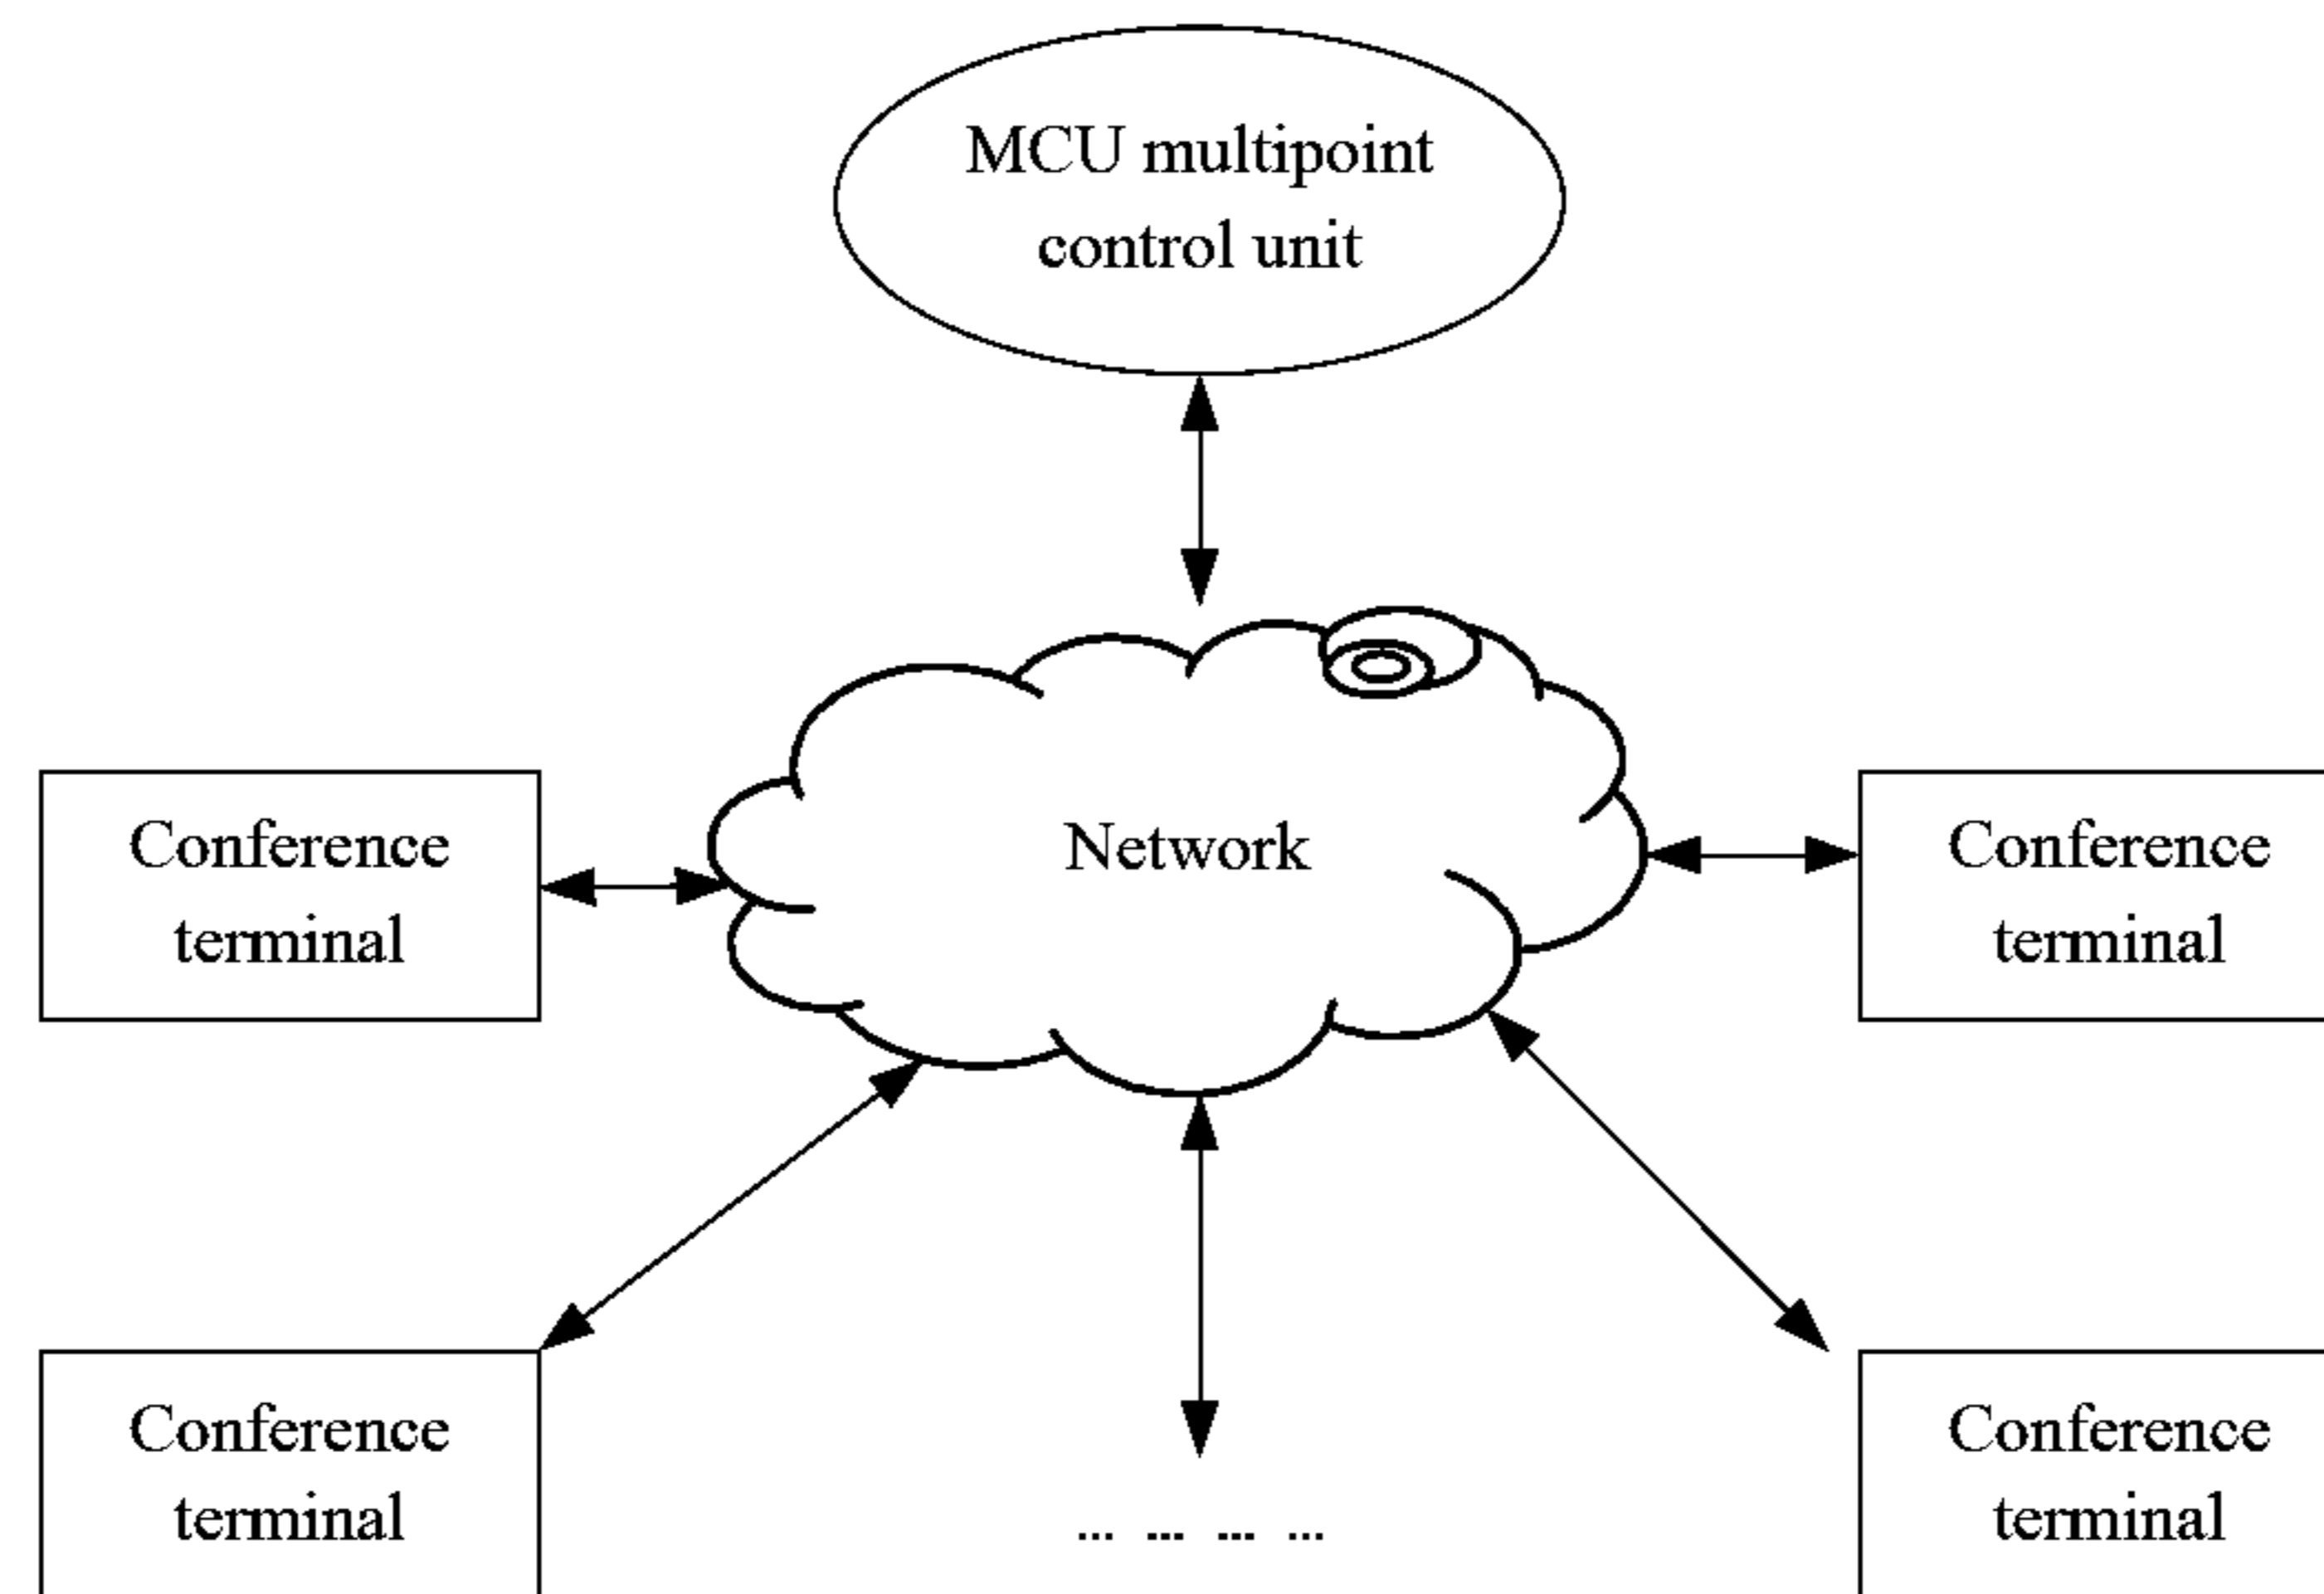 MCU multipoint
control unit
Network
Conference
terminal
Conference
terminal
Conference
terminal
... ... ... ...
Conference
terminal